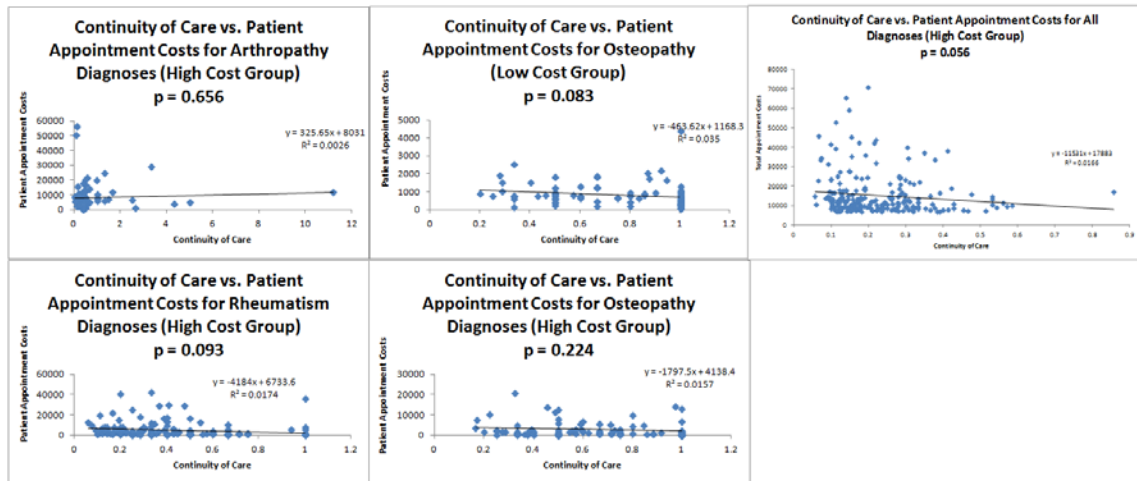 Continuity of Care vs. Patient
Appointment Costs for Arthropathy
Diagnoses (High Cost Group)
p = 0.656
Patient Appointment Costs
60000
50000
40000
30000
20000
10000
0
y = 325.65x + 8031
R² = 0.0026
0 2 4 6 8 10 12
Continuity of Care
Continuity of Care vs. Patient
Appointment Costs for Osteopathy
(Low Cost Group)
p = 0.083
Patient Appointment Costs
5000
4000
3000
2000
1000
0
y = -463.62x + 1168.3
R² = 0.035
0 0.2 0.4 0.6 0.8 1 1.2
Continuity of Care
Continuity of Care vs. Patient Appointment Costs for All
Diagnoses (High Cost Group)
p = 0.056
Total Appointment Costs
80000
70000
60000
50000
40000
30000
20000
10000
0
y = -11531x + 17883
R² = 0.0166
0 0.1 0.2 0.3 0.4 0.5 0.6 0.7 0.8 0.9
Continuity of Care
Continuity of Care vs. Patient
Appointment Costs for Rheumatism
Diagnoses (High Cost Group)
p = 0.093
Patient Appointment Costs
60000
40000
20000
0
y = -4184x + 6733.6
R² = 0.0174
0 0.2 0.4 0.6 0.8 1 1.2
Continuity of Care
Continuity of Care vs. Patient
Appointment Costs for Osteopathy
Diagnoses (High Cost Group)
p = 0.224
Patient Appointment Costs
30000
20000
10000
0
y = -1797.5x + 4138.4
R² = 0.0157
0 0.2 0.4 0.6 0.8 1 1.2
Continuity of Care